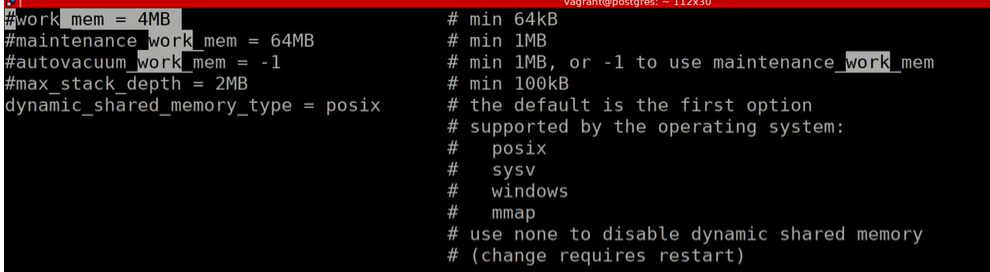 vagrant@postgres: ~ 112x30
#work_mem = 4MB # min 64kB
#maintenance_work_mem = 64MB # min 1MB
#autovacuum_work_mem = -1 # min 1MB, or -1 to use maintenance_work_mem
#max_stack_depth = 2MB # min 100kB
dynamic_shared_memory_type = posix # the default is the first option
# supported by the operating system:
# posix
# sysv
# windows
# mmap
# use none to disable dynamic shared memory
# (change requires restart)